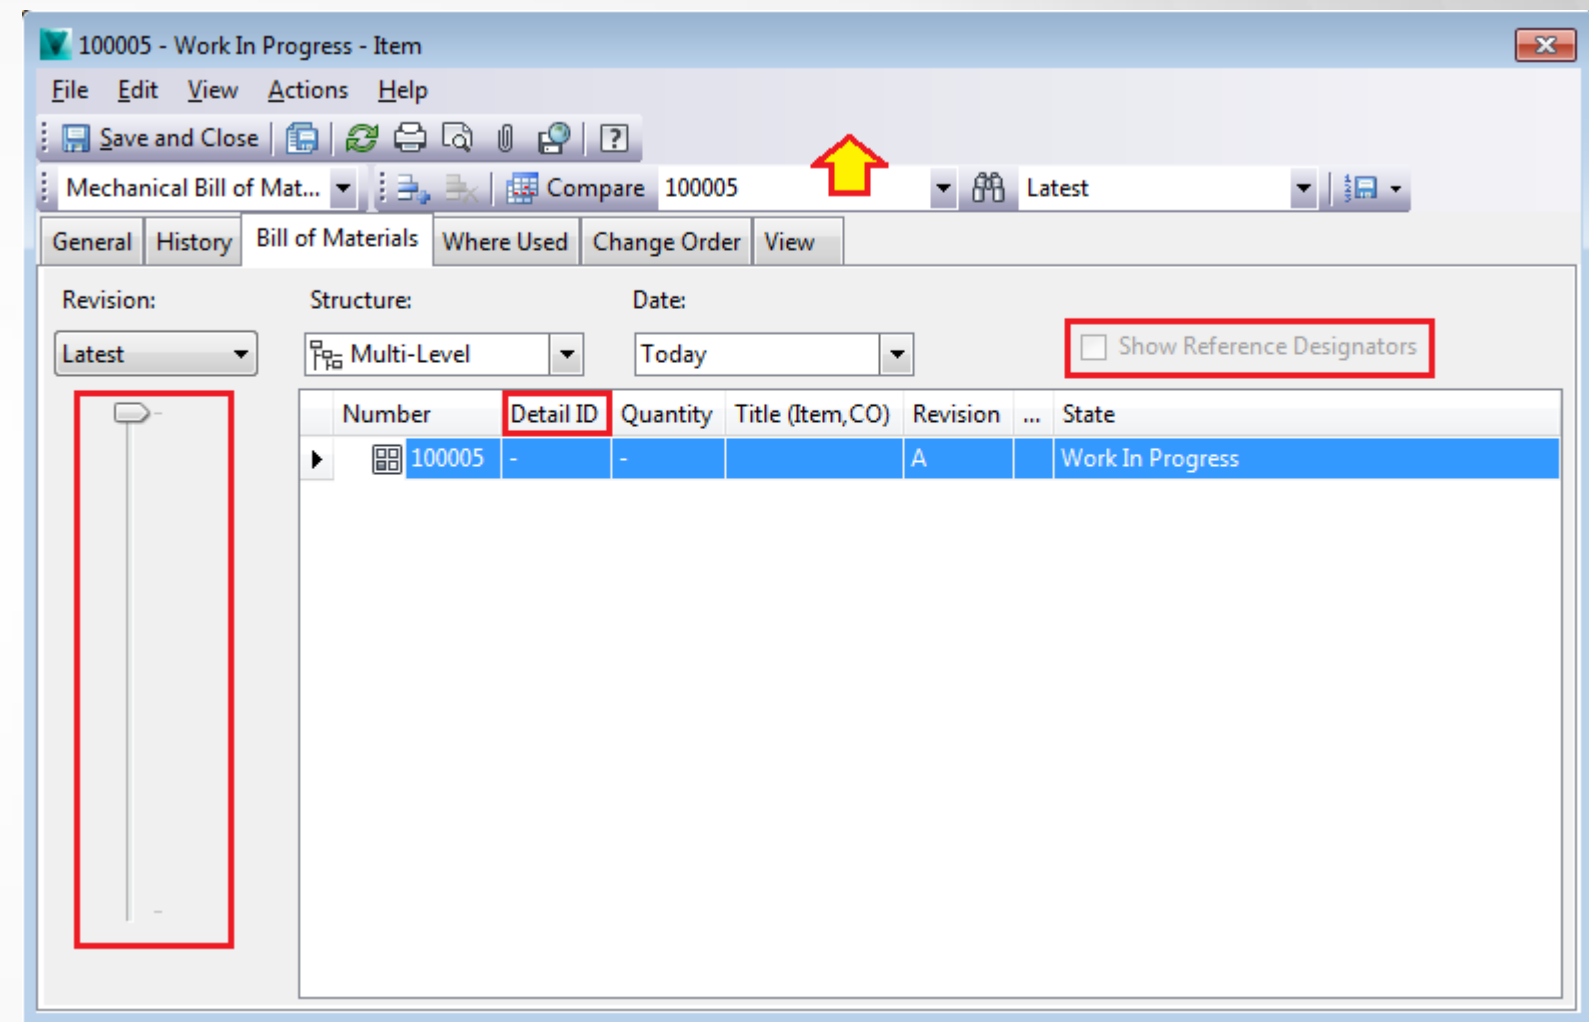 100005 - Work In Progress - Item
File Edit View Actions Help
Save and Close
Mechanical Bill of Mat... Compare 100005 Latest
General History Bill of Materials Where Used Change Order View
Revision: Structure: Date:
Latest Multi-Level Today Show Reference Designators
Number Detail ID Quantity Title (Item,CO) Revision ... State
100005 - - A Work In Progress